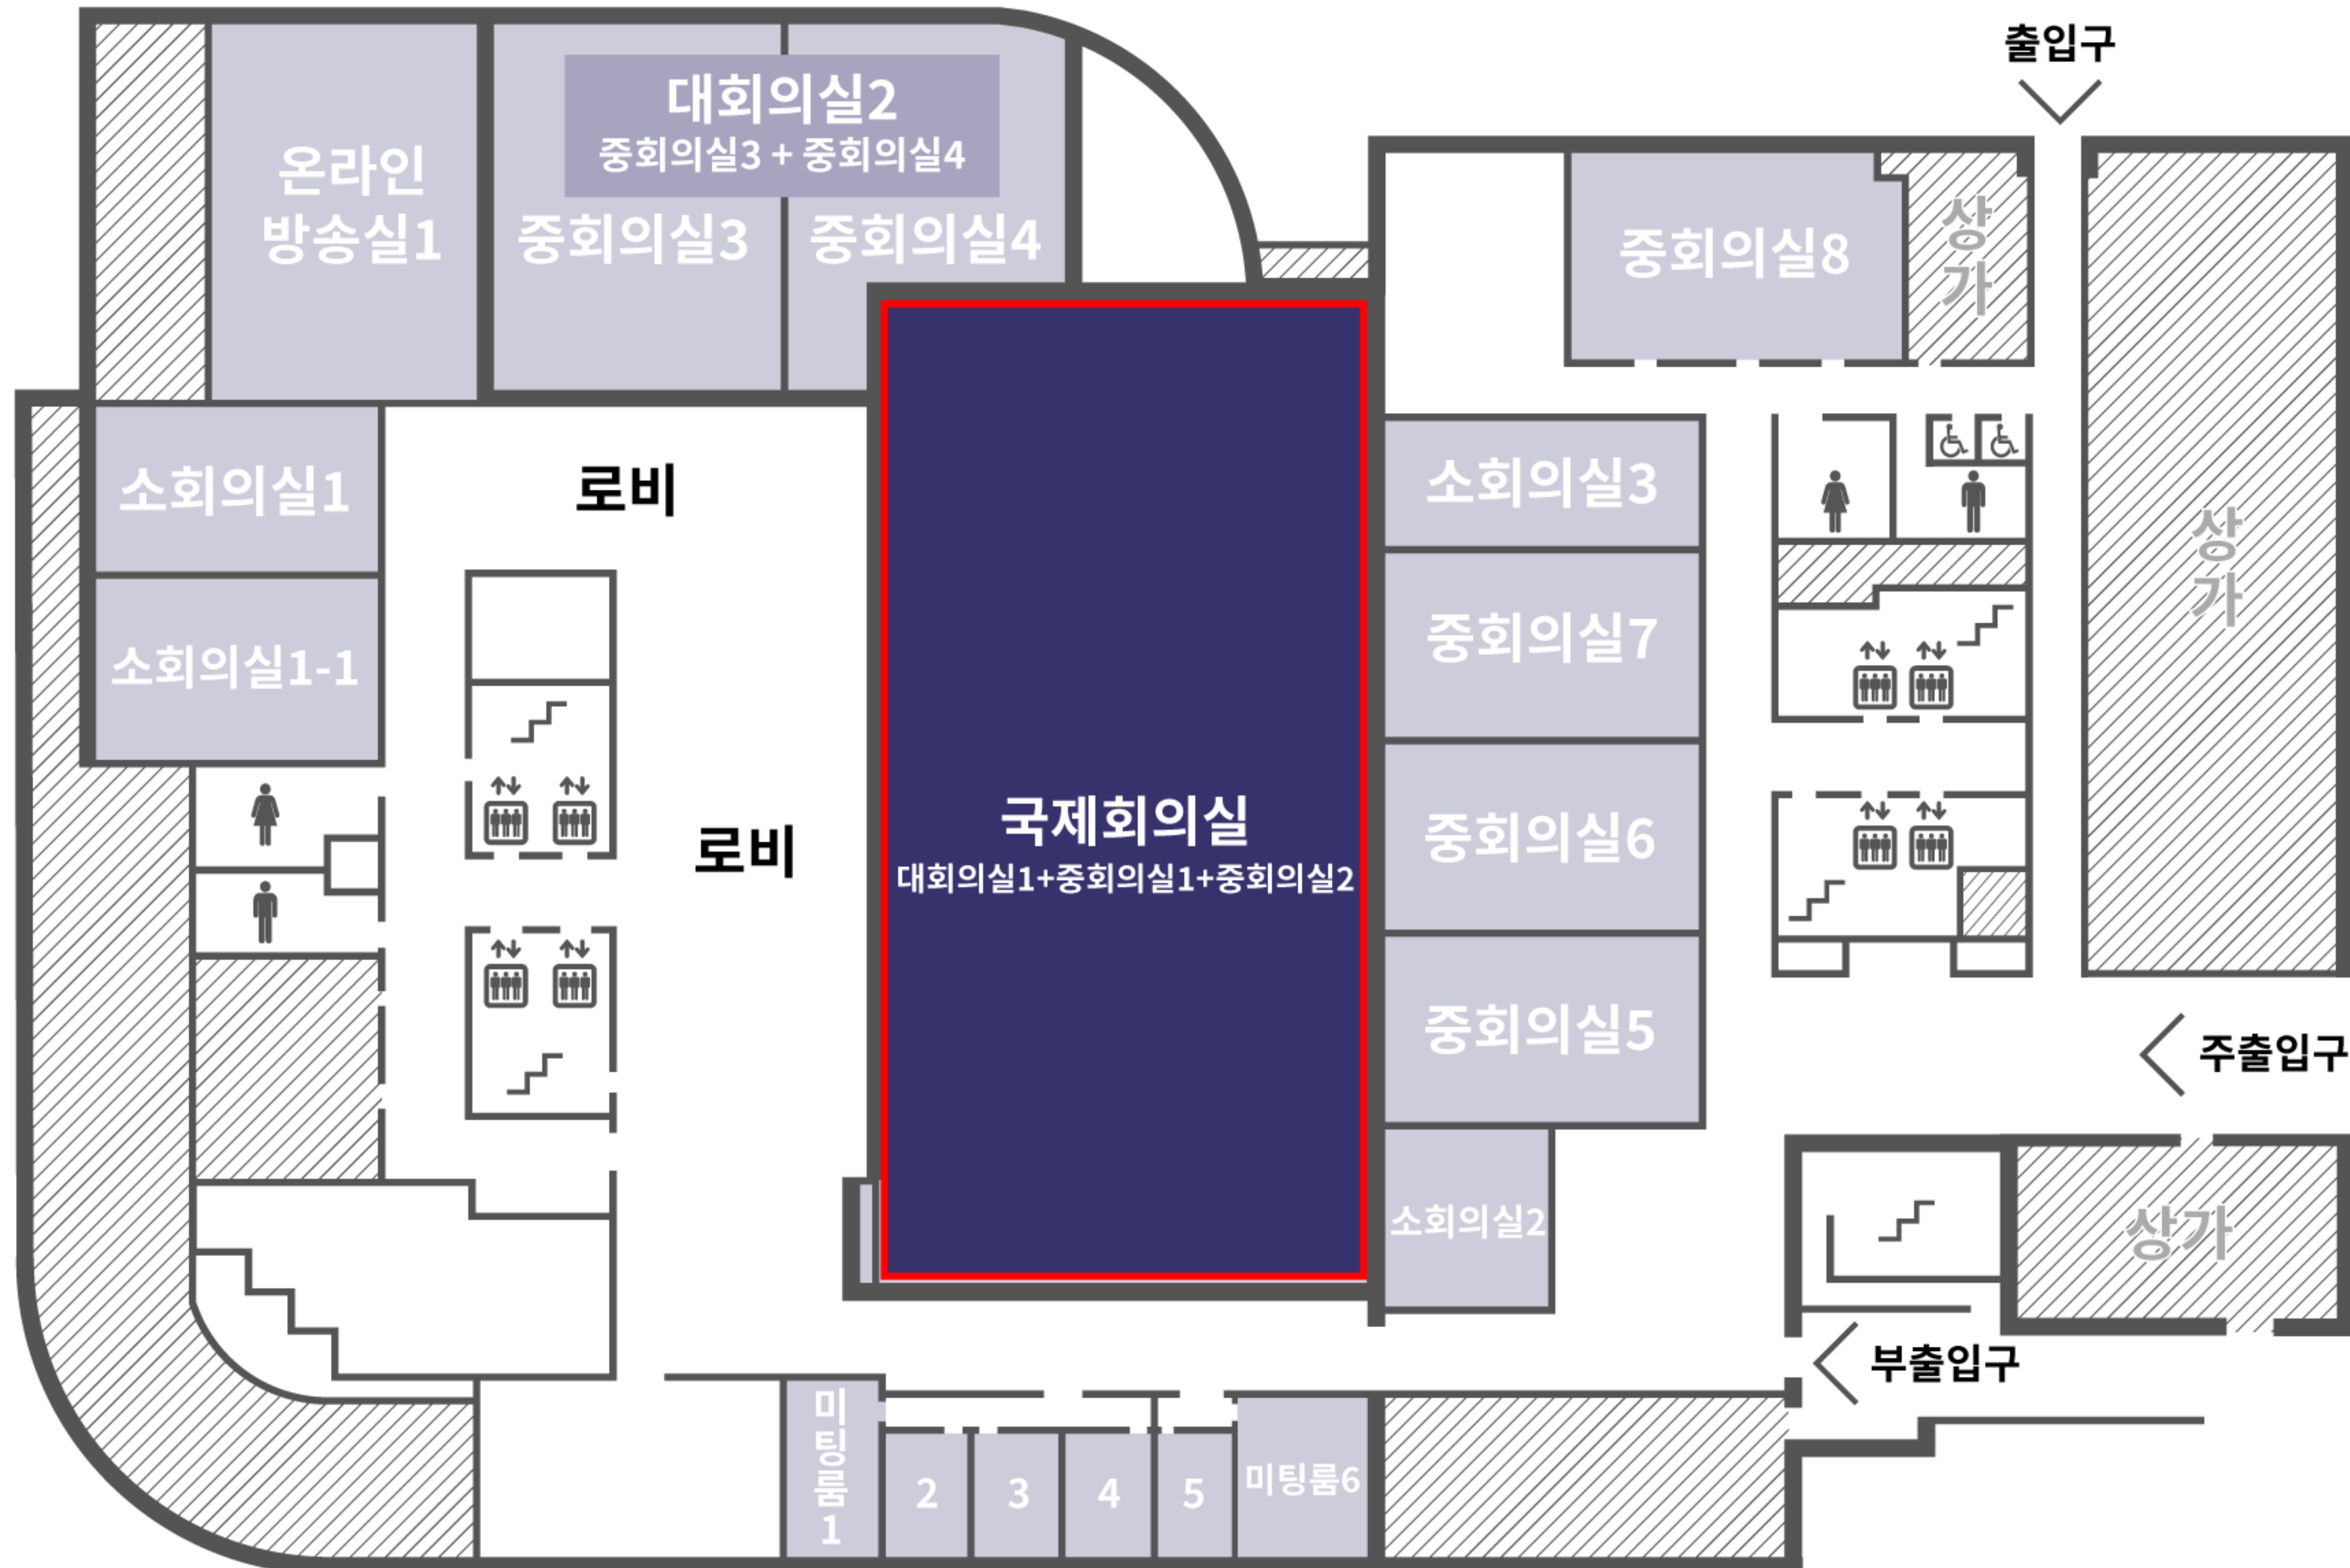 출입구
대회의실2
중회의실3 + 중회의실4
온라인
방송실1
중회의실3
중회의실4
중회의실8
상
가
소회의실1
로비
소회의실3
상
가
소회의실1-1
중회의실7
국제회의실
대회의실1+중회의실1+중회의실2
로비
중회의실6
중회의실5
주출입구
소회의실2
상가
부출입구
미
팅
룸
1
2
3
4
5
미팅룸6